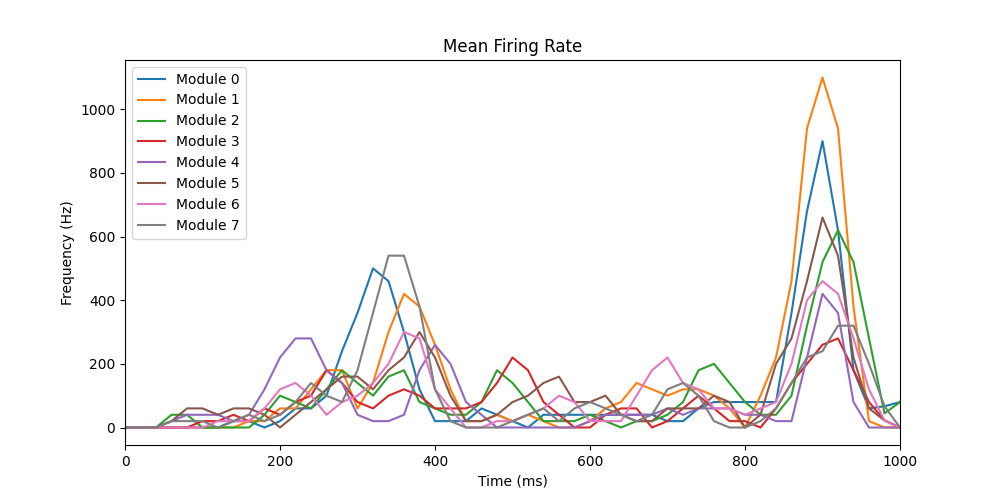 Mean Firing Rate
Module 0
Module 1
Module 2
Module 3
Module 4
Module 5
Module 6
Module 7
Frequency (Hz)
1000
800
600
400
200
0
0 200 400 600 800 1000
Time (ms)